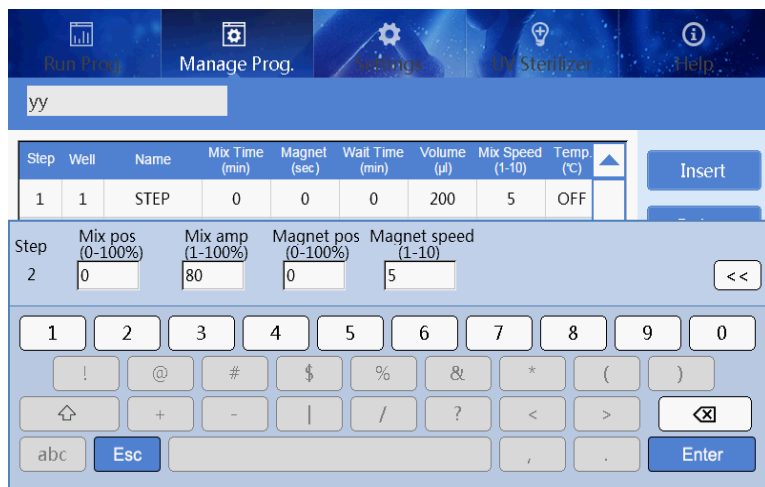 Run Prog. Manage Prog. Settings UV Sterilizer Help
yy
Step Well Name Mix Time (min) Magnet (sec) Wait Time (min) Volume (μl) Mix Speed (1-10) Temp. (℃) Insert
1 1 STEP 0 0 0 200 5 OFF
Step Mix pos (0-100%) Mix amp (1-100%) Magnet pos (0-100%) Magnet speed (1-10)
2 0 80 0 5 <<
1 2 3 4 5 6 7 8 9 0
! @ # $ % & * ( )
+ - | / ? < >
abc Esc , . Enter